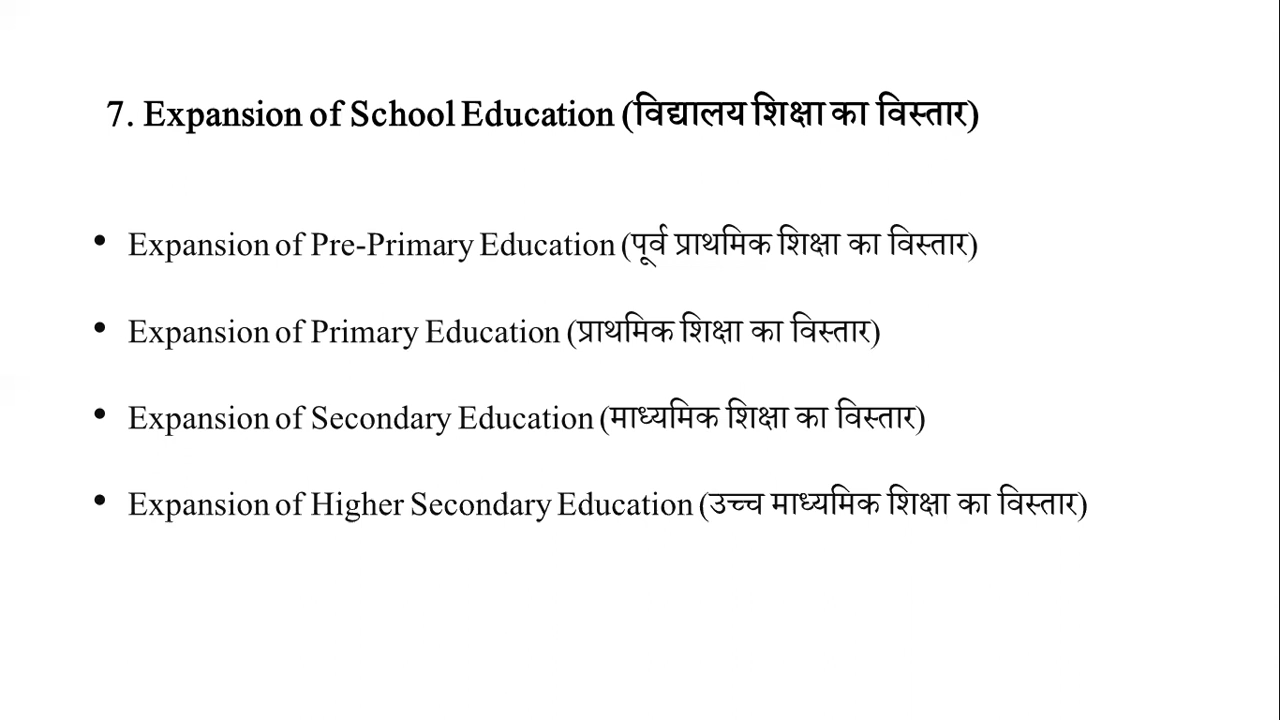 7. Expansion of School Education (विद्यालय शिक्षा का विस्तार)
• Expansion of Pre-Primary Education (पूर्व प्राथमिक शिक्षा का विस्तार)
• Expansion of Primary Education (प्राथमिक शिक्षा का विस्तार)
• Expansion of Secondary Education (माध्यमिक शिक्षा का विस्तार)
• Expansion of Higher Secondary Education (उच्च माध्यमिक शिक्षा का विस्तार)